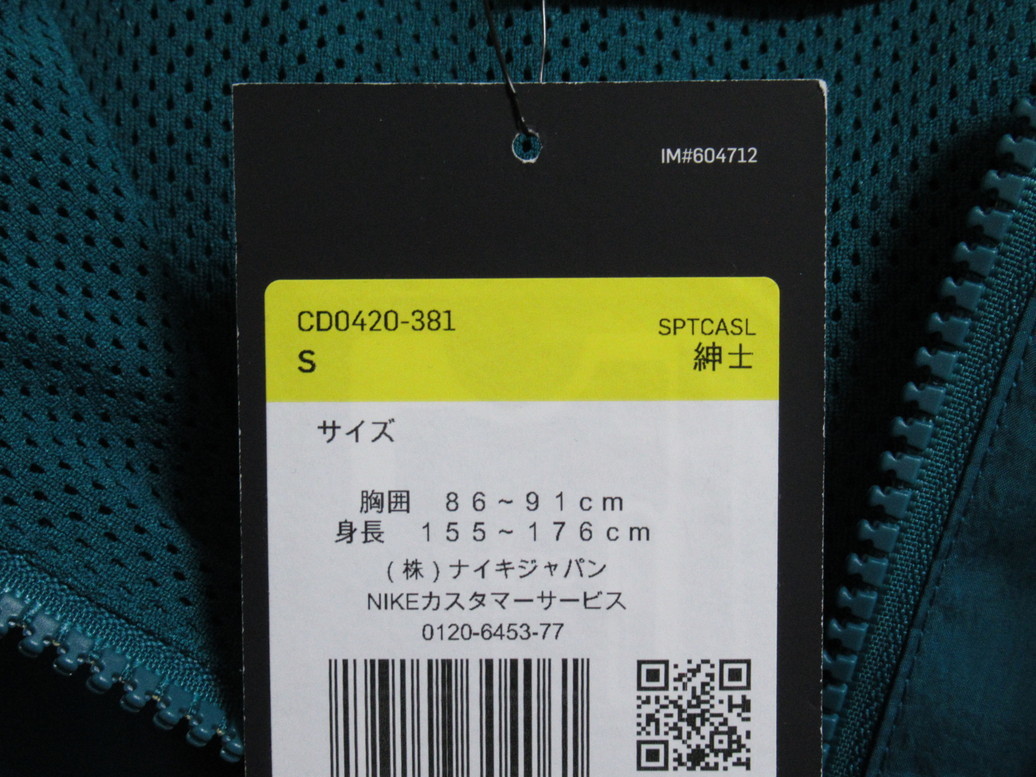 IM#604712
CD0420-381
SPTCASL
S
紳士
サイズ
胸囲 86~91cm
身長 155~176cm
(株)ナイキジャパン
NIKEカスタマーサービス
0120-6453-77